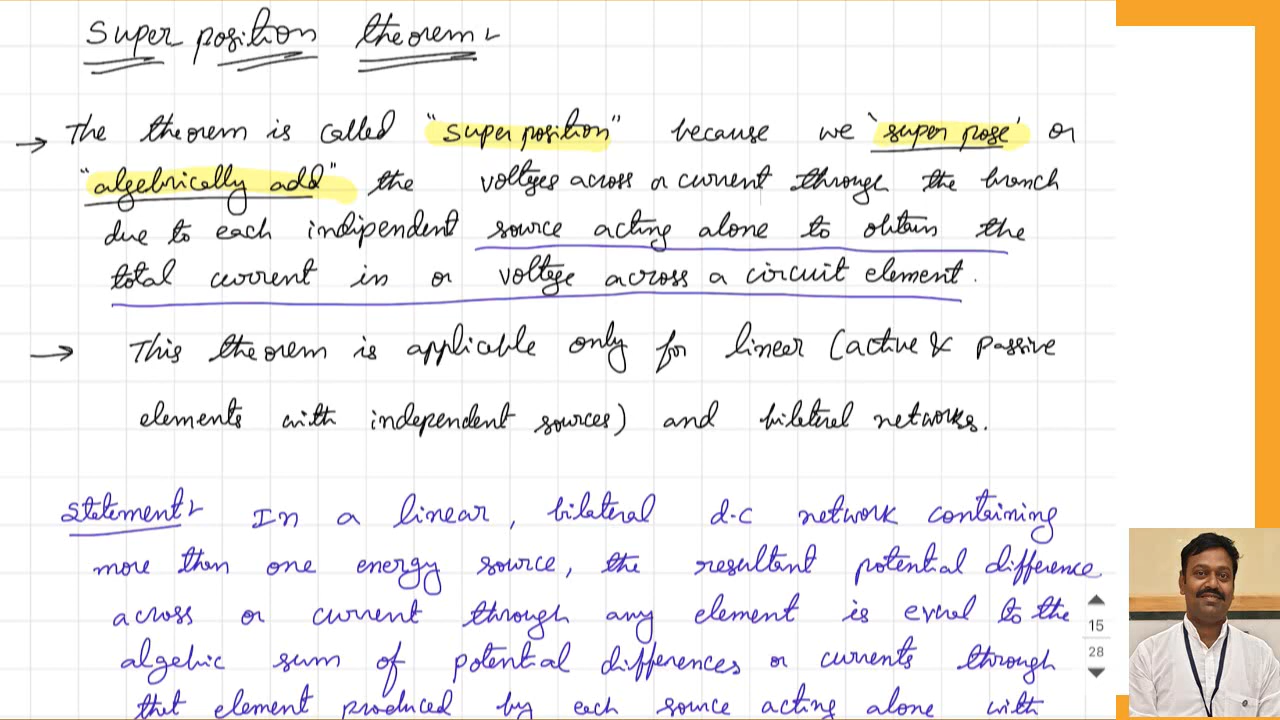 Super position theorem
→ The theorem is called "super position" because we 'super pose' or
"algebrically add" the voltages across or current through the branch
due to each indipendent source acting alone to obtain the
total current in or voltage across a circuit element.
→ This theorem is applicable only for linear (active & passive
elements with independent sources) and bilateral networks.
Statement In a linear, bilateral d.c network containing
more than one energy source, the resultant potential difference
across or current through any element is equal to the
15
algebic sum of potential differences or currents through
28
that element produced by each source acting alone with